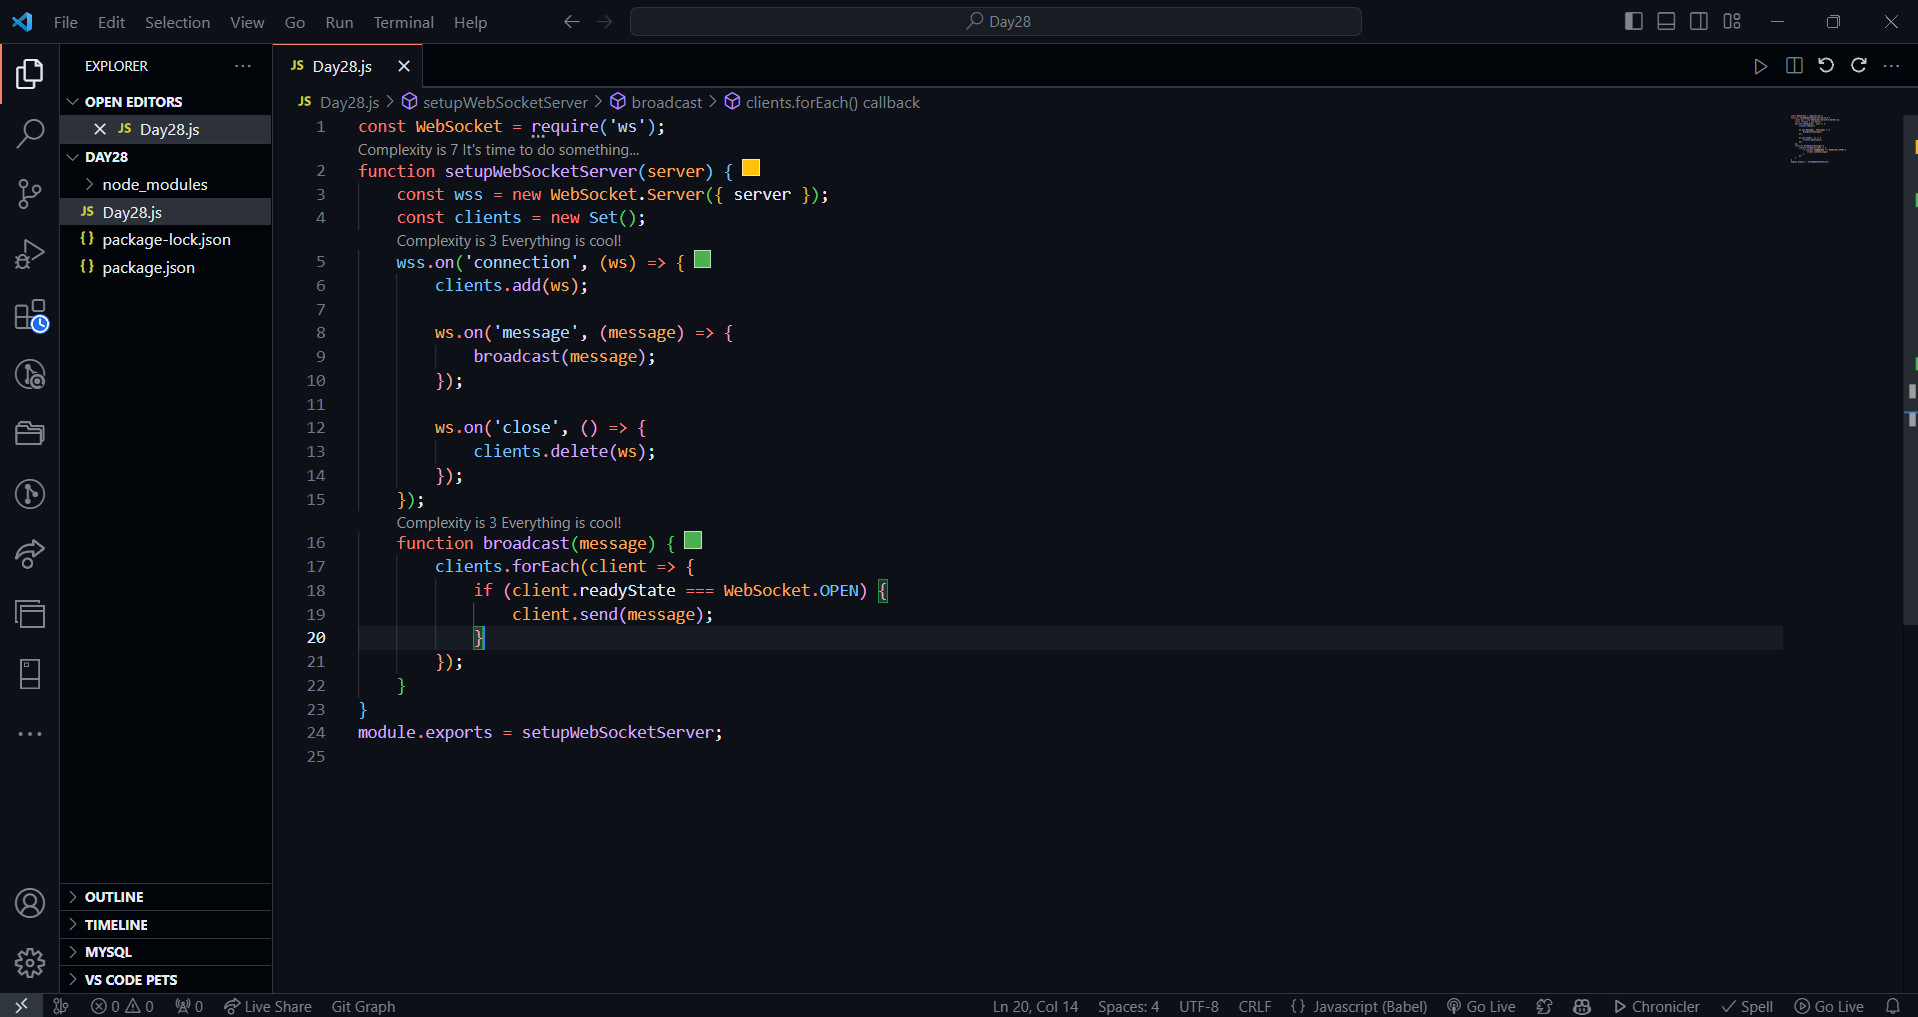 File Edit Selection View Go Run Terminal Help Day28
EXPLORER
OPEN EDITORS
JS Day28.js
DAY28
node_modules
JS Day28.js
{} package-lock.json
{} package.json
OUTLINE
TIMELINE
MYSQL
VS CODE PETS
JS Day28.js
JS Day28.js > setupWebSocketServer > broadcast > clients.forEach() callback
1 const WebSocket = require('ws');
Complexity is 7 It's time to do something...
2 function setupWebSocketServer(server) {
3 const wss = new WebSocket.Server({ server });
4 const clients = new Set();
Complexity is 3 Everything is cool!
5 wss.on('connection', (ws) => {
6 clients.add(ws);
7
8 ws.on('message', (message) => {
9 broadcast(message);
10 });
11
12 ws.on('close', () => {
13 clients.delete(ws);
14 });
15 });
Complexity is 3 Everything is cool!
16 function broadcast(message) {
17 clients.forEach(client => {
18 if (client.readyState === WebSocket.OPEN) {
19 client.send(message);
20 }
21 });
22 }
23 }
24 module.exports = setupWebSocketServer;
25
0 0 0 Live Share Git Graph Ln 20, Col 14 Spaces: 4 UTF-8 CRLF {} Javascript (Babel) Go Live Chronicler Spell Go Live